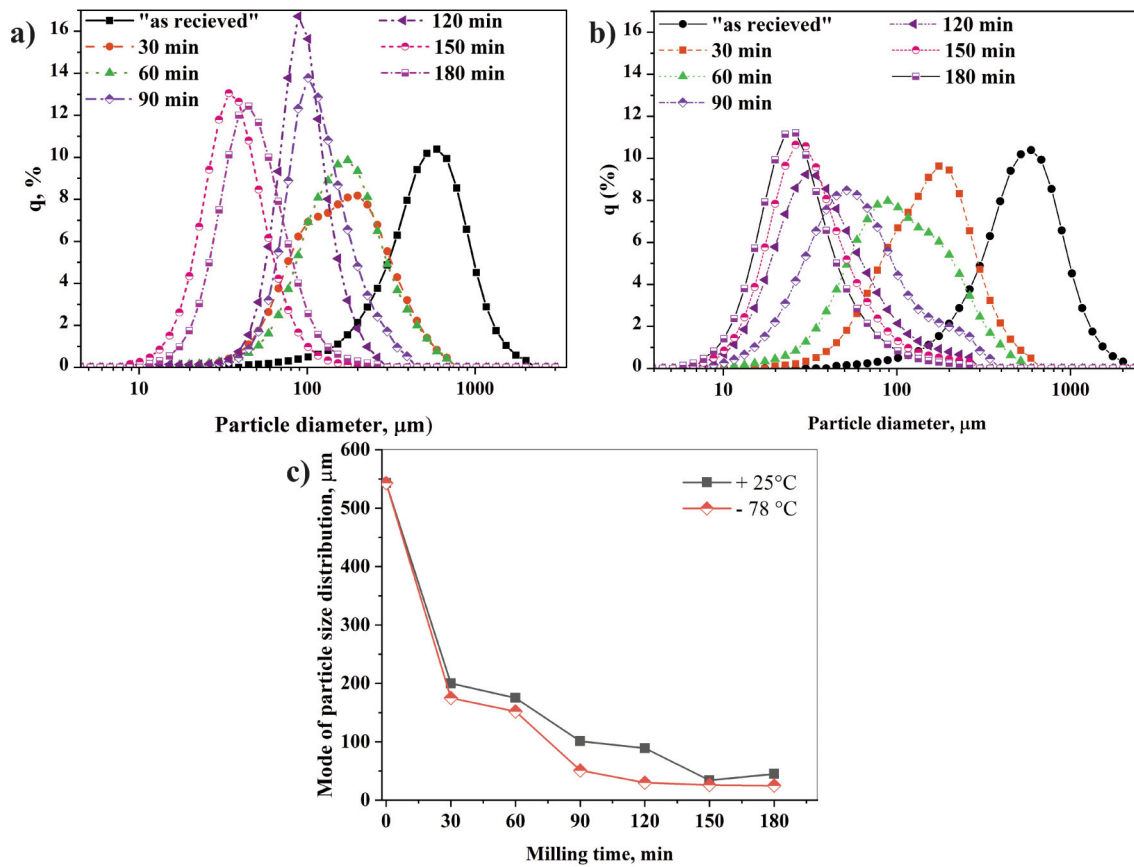 a)
"as recieved"
30 min
60 min
90 min
120 min
150 min
180 min
q, %
16
14
12
10
8
6
4
2
0
10
100
1000
Particle diameter, μm)
b)
"as recieved"
30 min
60 min
90 min
120 min
150 min
180 min
q (%)
16
14
12
10
8
6
4
2
0
10
100
1000
Particle diameter, μm
c)
+ 25°C
- 78 °C
Mode of particle size distribution, μm
600
500
400
300
200
100
0
0
30
60
90
120
150
180
Milling time, min